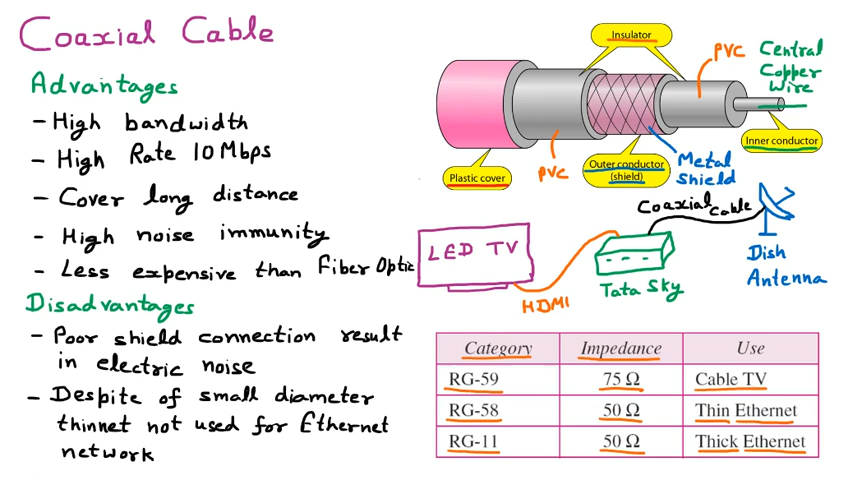 Coaxial Cable
Advantages
- High bandwidth
- High Rate 10 Mbps
- Cover long distance
- High noise immunity
- Less expensive than Fiber Optic
Disadvantages
- Poor shield connection result
in electric noise
- Despite of small diameter
thinnet not used for Ethernet
network
Insulator
PVC
Central
Copper
Wire
Inner conductor
Plastic cover
PVC
Outer conductor
(shield)
Metal
Shield
Coaxial Cable
LED TV
HDMI
Tata Sky
Dish
Antenna
Category Impedance Use
RG-59 75 Ω Cable TV
RG-58 50 Ω Thin Ethernet
RG-11 50 Ω Thick Ethernet